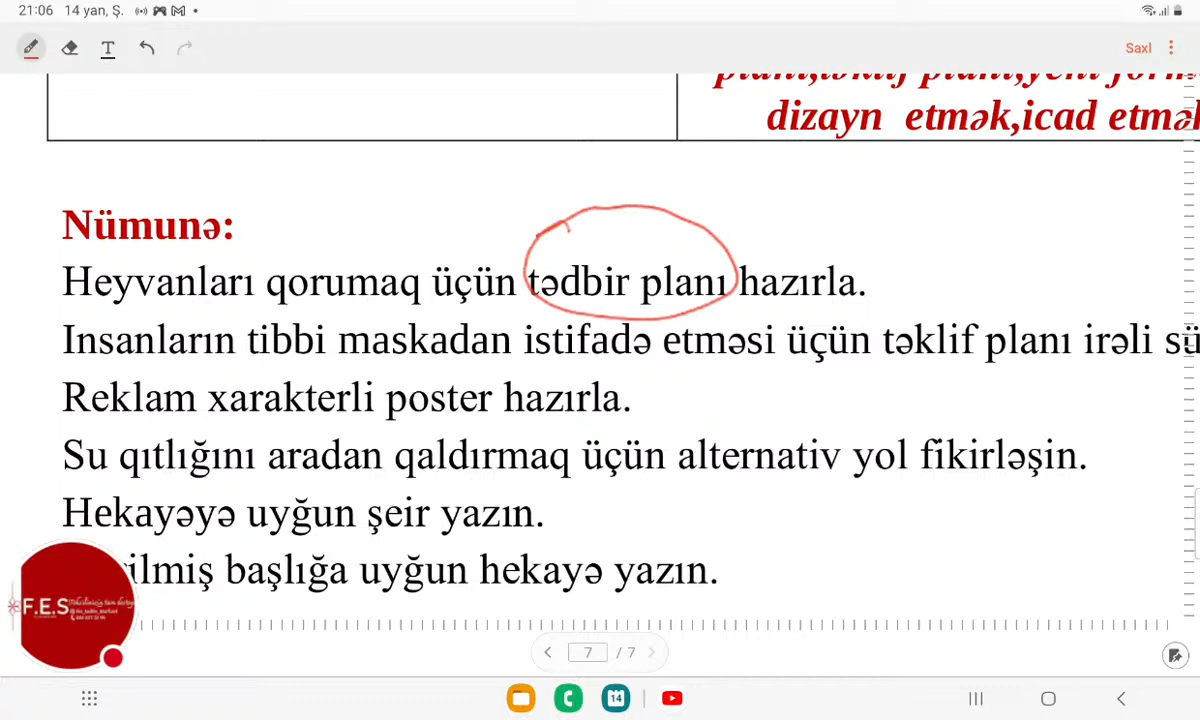 21:06 14 yan, Ş.
Saxl
dizayn etmək,icad etmək
Nümunə:
Heyvanları qorumaq üçün tədbir planı hazırla.
Insanların tibbi maskadan istifadə etməsi üçün təklif planı irəli sü
Reklam xarakterli poster hazırla.
Su qıtlığını aradan qaldırmaq üçün alternativ yol fikirləşin.
Hekayəyə uyğun şeir yazın.
başlığa uyğun hekayə yazın.
F.E.S
7 / 7
14